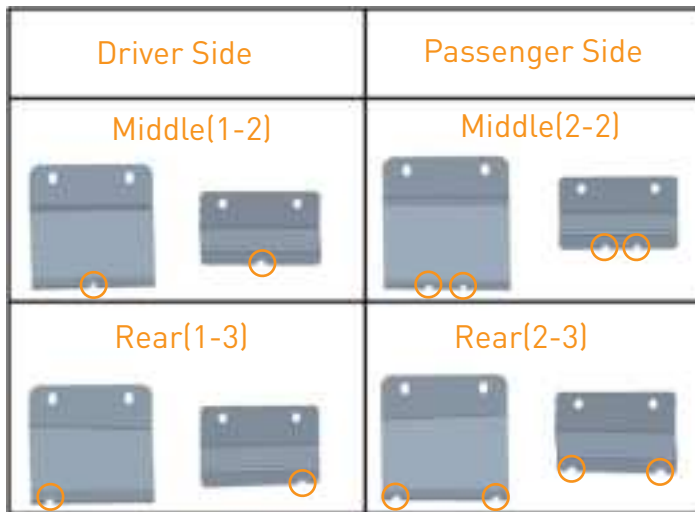 Driver Side
Passenger Side
Middle(1-2)
Middle(2-2)
Rear(1-3)
Rear(2-3)